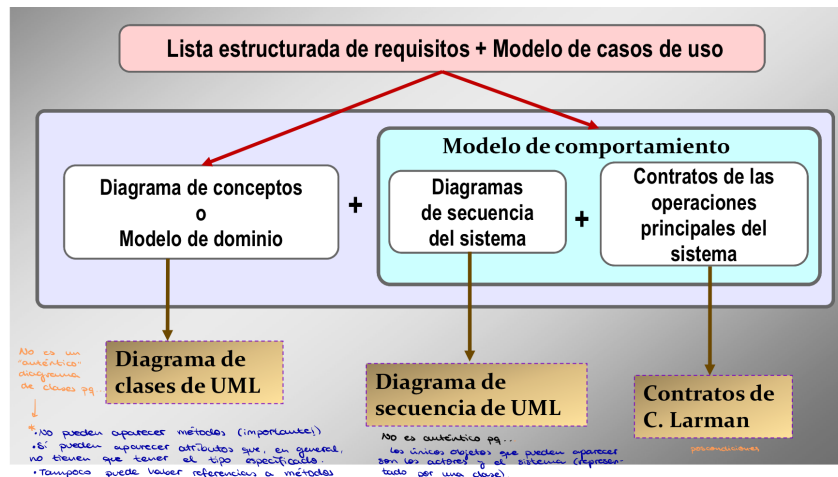 Lista estructurada de requisitos + Modelo de casos de uso
Modelo de comportamiento
Diagrama de conceptos
o
Modelo de dominio
+
Diagramas
de secuencia
del sistema
+
Contratos de las
operaciones
principales del
sistema
No es un
"auténtico"
diagrama
de clases pq...
Diagrama de
clases de UML
Diagrama de
secuencia de UML
Contratos de
C. Larman
* • No pueden aparecer métodos (importante!)
• Sí pueden aparecer atributos que, en general,
no tienen que tener el tipo especificado.
• Tampoco puede haber referencias a métodos
No es auténtico pq..
Los únicos objetos que pueden aparecer
son los actores y el sistema (represen-
tado por una clase).
poscondiciones